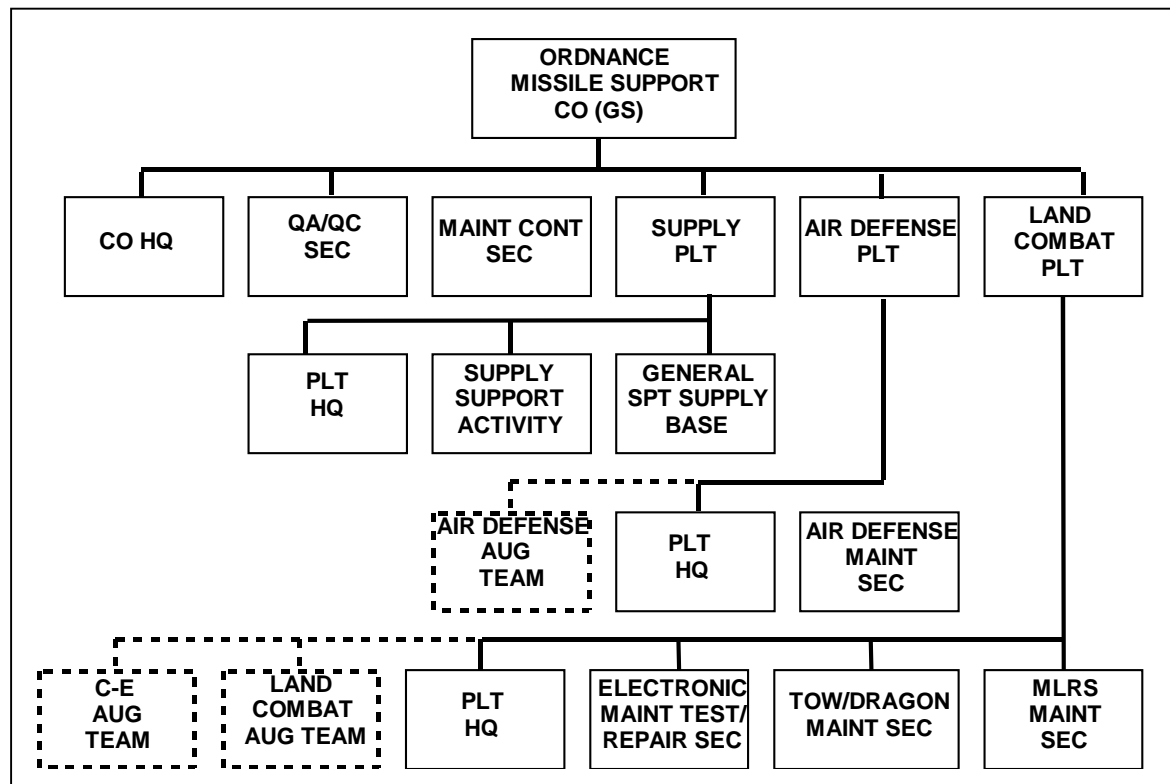 ORDNANCE
MISSILE SUPPORT
CO (GS)
CO HQ
QA/QC
SEC
MAINT CONT
SEC
SUPPLY
PLT
AIR DEFENSE
PLT
LAND
COMBAT
PLT
PLT
HQ
SUPPLY
SUPPORT
ACTIVITY
GENERAL
SPT SUPPLY
BASE
AIR DEFENSE
AUG
TEAM
PLT
HQ
AIR DEFENSE
MAINT
SEC
C-E
AUG
TEAM
LAND
COMBAT
AUG TEAM
PLT
HQ
ELECTRONIC
MAINT TEST/
REPAIR SEC
TOW/DRAGON
MAINT SEC
MLRS
MAINT
SEC